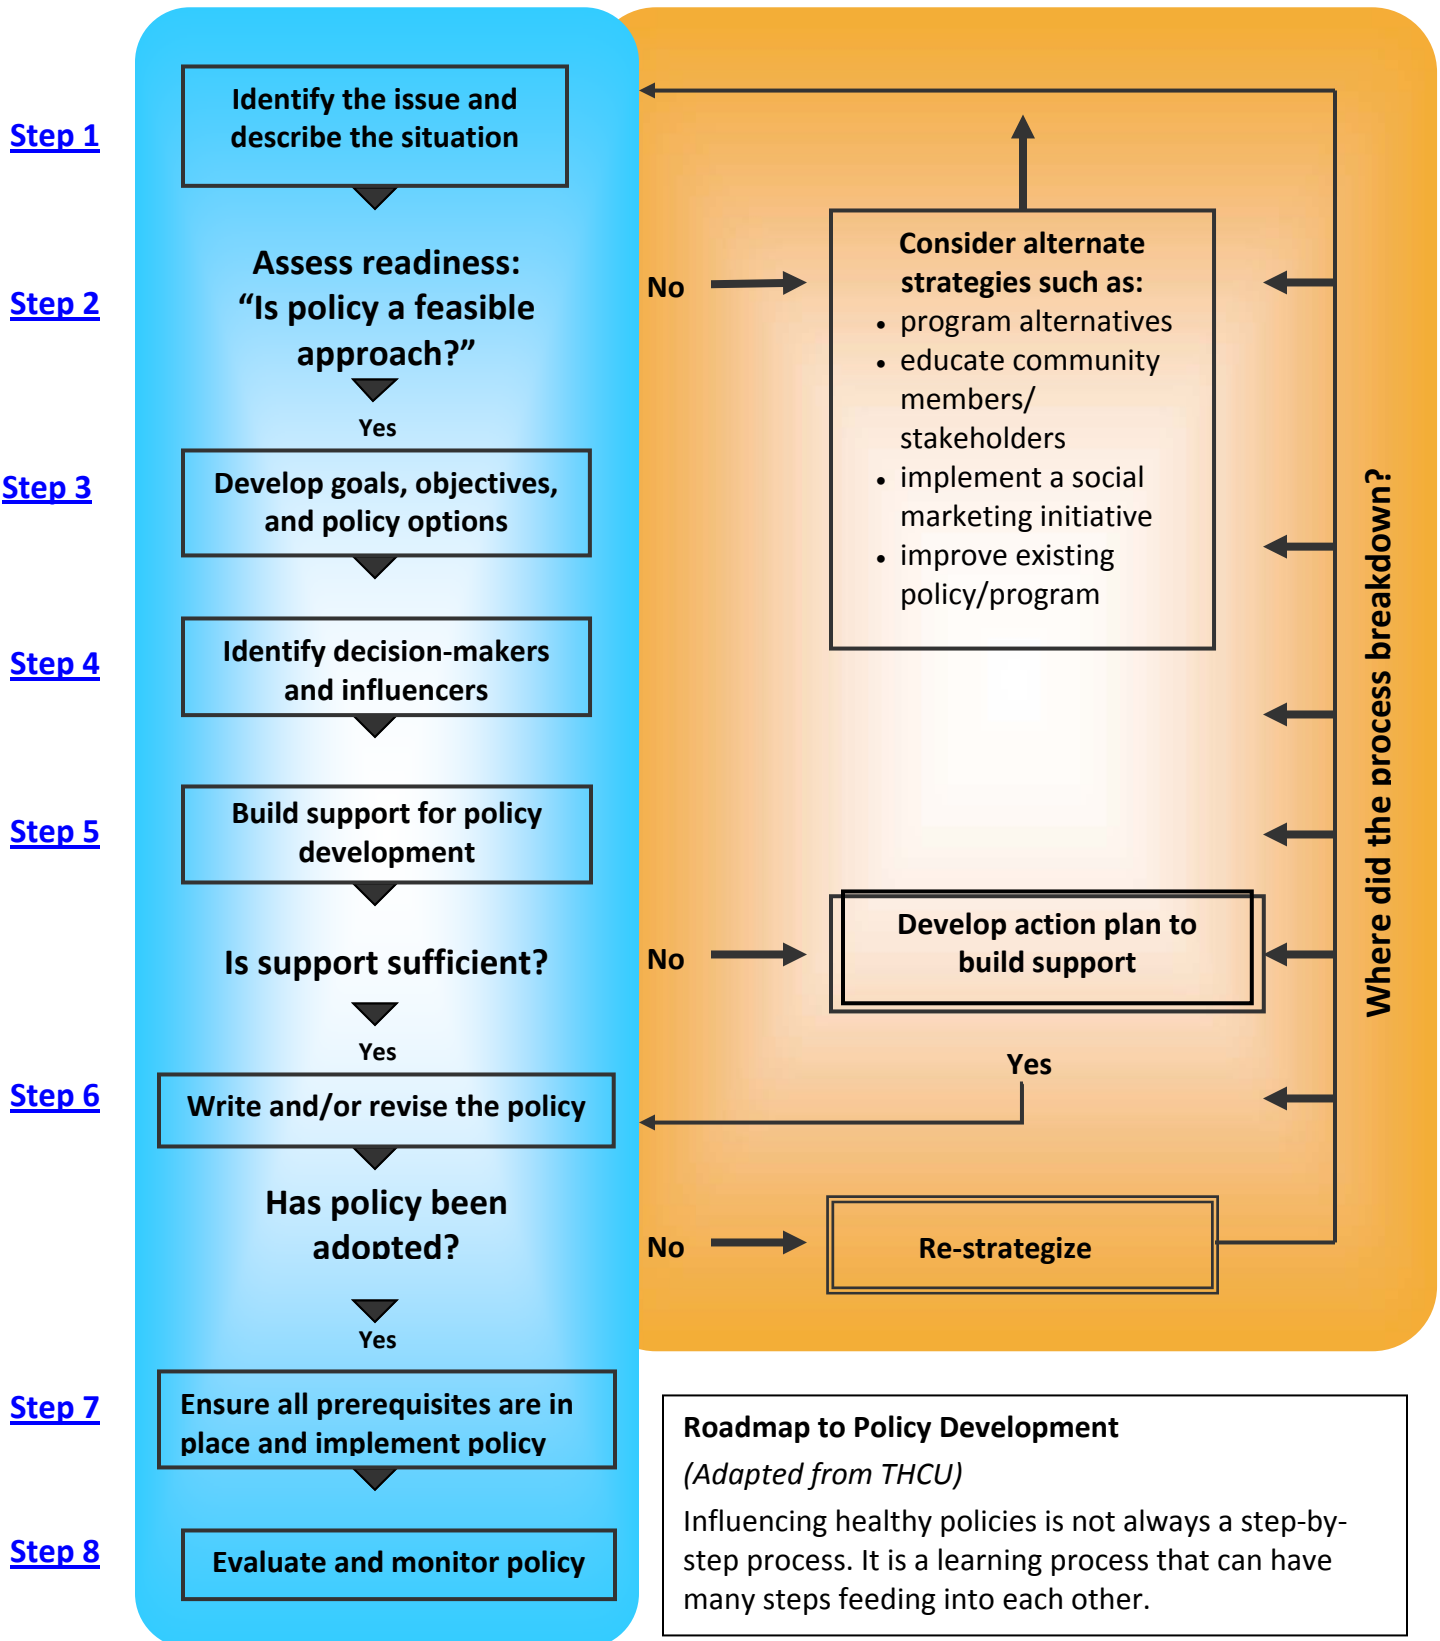 Step 1
Identify the issue and
describe the situation
Step 2
Assess readiness:
“Is policy a feasible
approach?”
No
Consider alternate
strategies such as:
• program alternatives
• educate community
members/
stakeholders
• implement a social
marketing initiative
• improve existing
policy/program
Yes
Step 3
Develop goals, objectives,
and policy options
Step 4
Identify decision-makers
and influencers
Step 5
Build support for policy
development
Is support sufficient?
No
Develop action plan to
build support
Yes
Yes
Step 6
Write and/or revise the policy
Has policy been
adopted?
No
Re-strategize
Where did the process breakdown?
Yes
Step 7
Ensure all prerequisites are in
place and implement policy
Step 8
Evaluate and monitor policy
Roadmap to Policy Development
(Adapted from THCU)
Influencing healthy policies is not always a step-by-
step process. It is a learning process that can have
many steps feeding into each other.